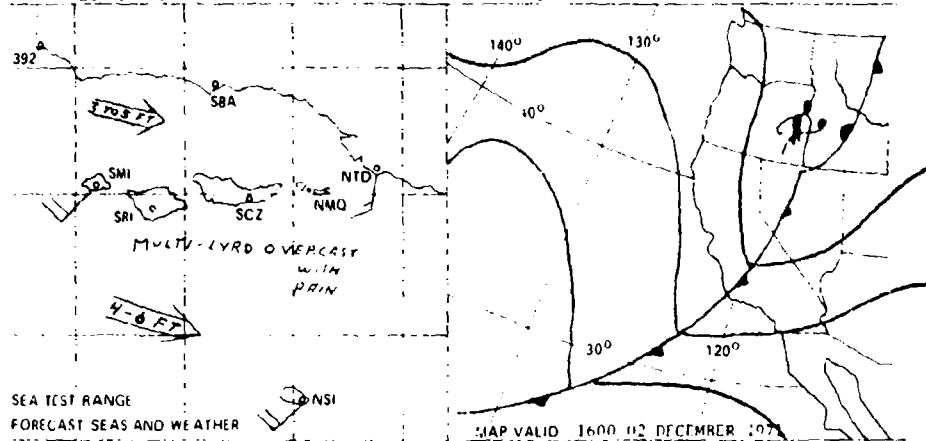 392
SBA
3 TO 5 FT
SMI
SRI
SCZ
NMQ
NTD
MULTI-LYRD OVERCAST
WITH
RAIN
4-6 FT
NSI
SEA TEST RANGE
FORECAST SEAS AND WEATHER
140°
130°
40°
30°
120°
MAP VALID 1600 02 DECEMBER